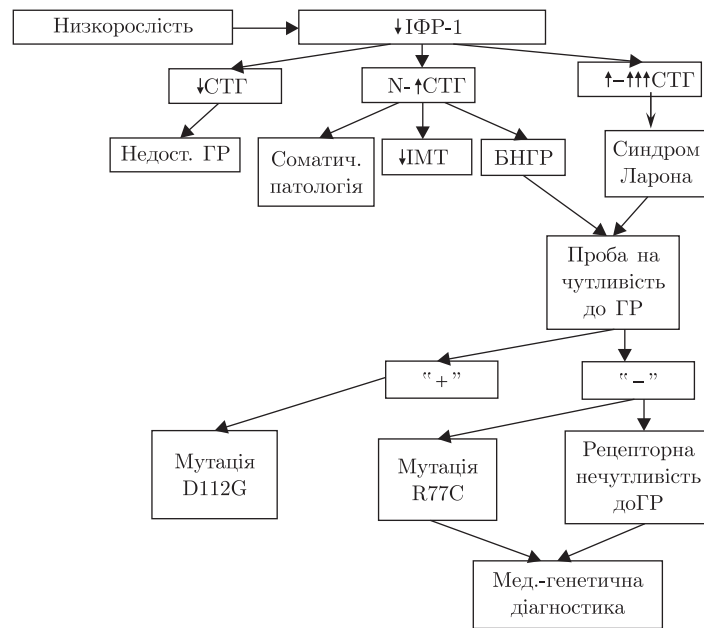 Низкорослість
↓ІФР-1
↓СТГ
N-↑СТГ
↑–↑↑↑СТГ
Недост. ГР
Соматич.
патологія
↓ІМТ
БНГР
Синдром
Ларона
Проба на
чутливість
до ГР
“+”
“–”
Мутація
D112G
Мутація
R77C
Рецепторна
нечутливість
доГР
Мед.-генетична
діагностика